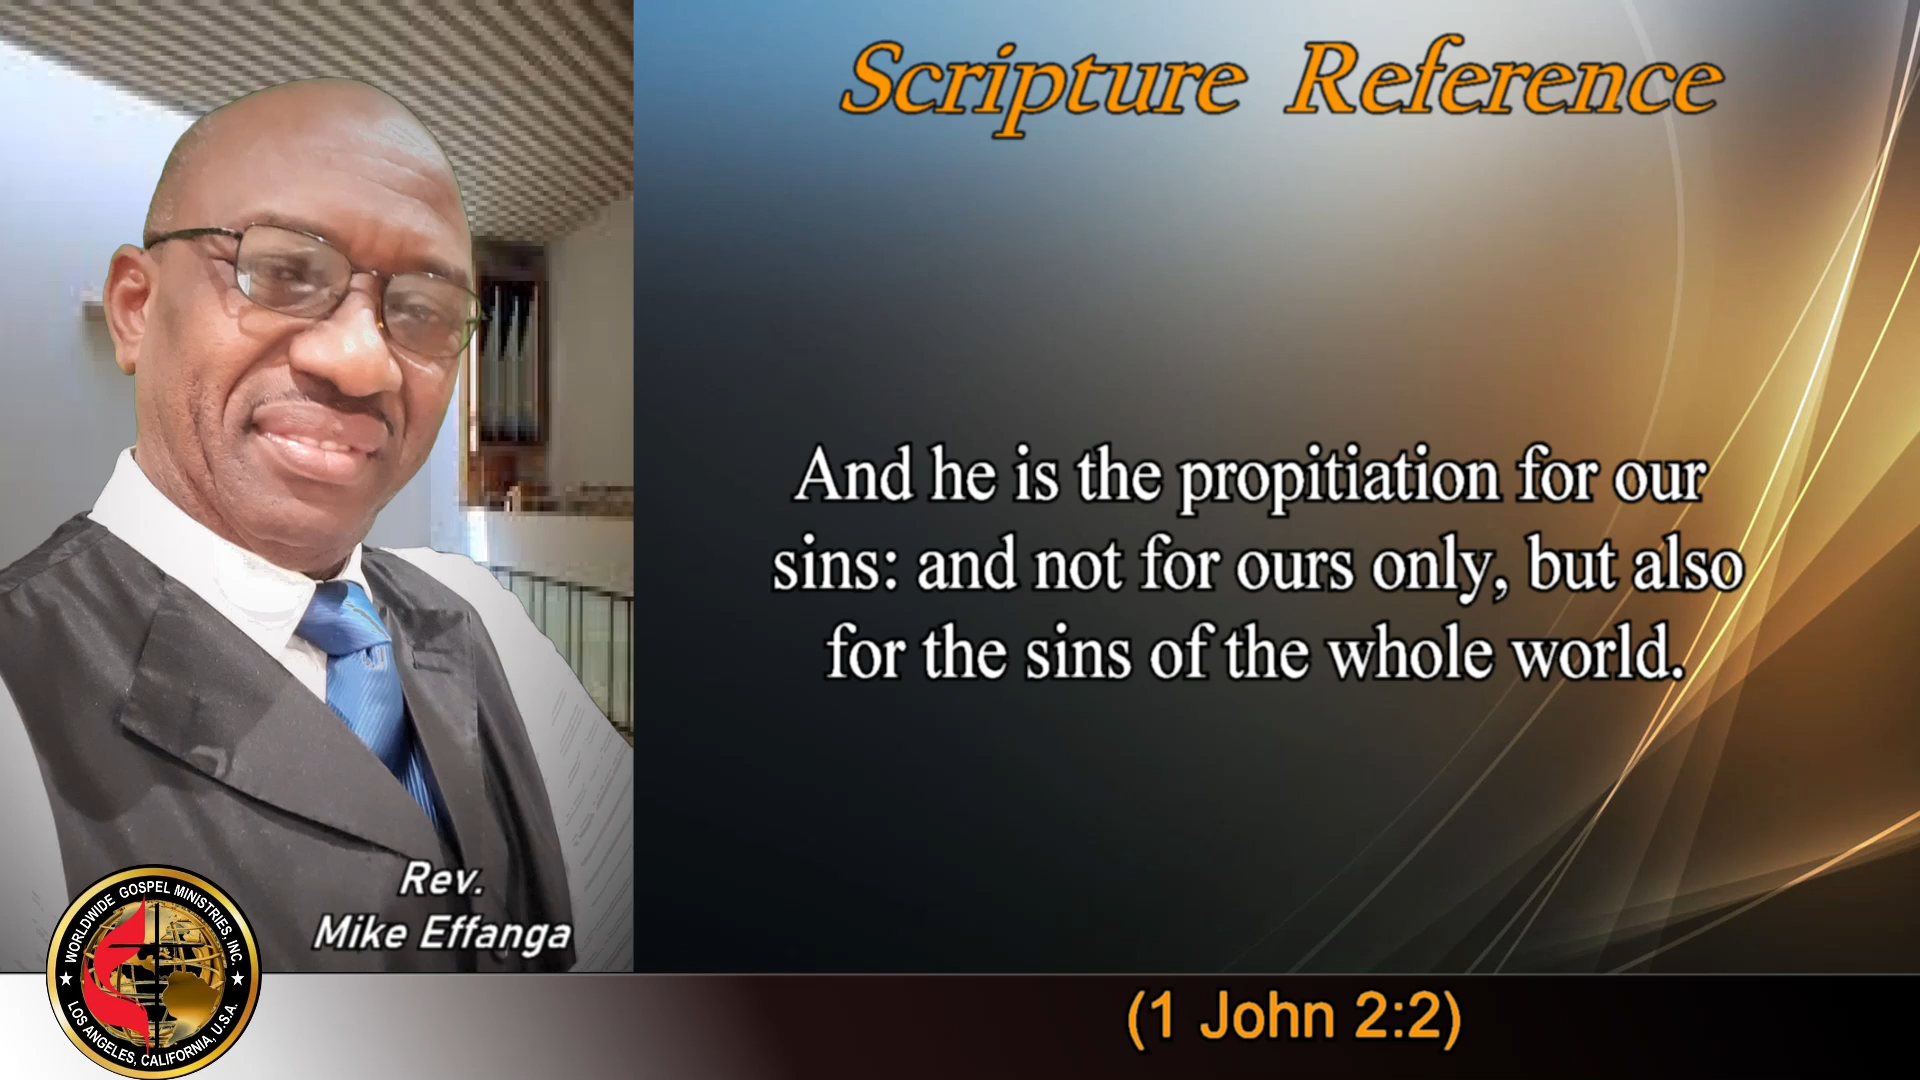 Scripture Reference
And he is the propitiation for our
sins: and not for ours only, but also
for the sins of the whole world.
Rev.
Mike Effanga
WORLDWIDE GOSPEL MINISTRIES, INC.
LOS ANGELES, CALIFORNIA, U.S.A.
(1 John 2:2)